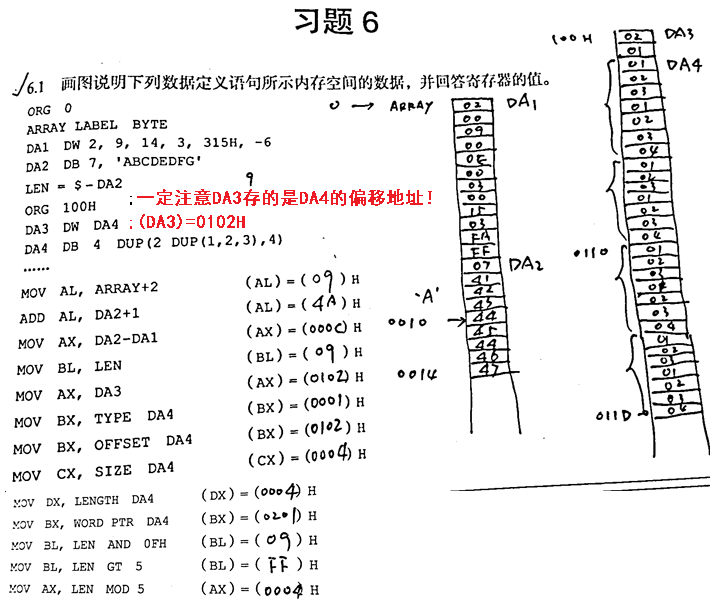 习题 6
6.1 画图说明下列数据定义语句所示内存空间的数据，并回答寄存器的值。
ORG 0
ARRAY LABEL BYTE
DA1 DW 2, 9, 14, 3, 315H, -6
DA2 DB 7, 'ABCDEDFG'
LEN = $-DA2 9
;一定注意DA3存的是DA4的偏移地址!
ORG 100H
DA3 DW DA4 ;(DA3)=0102H
DA4 DB 4 DUP(2 DUP(1,2,3),4)
……
MOV AL, ARRAY+2 (AL)=(09)H
ADD AL, DA2+1 (AL)=(4A)H
MOV AX, DA2-DA1 (AX)=(000C)H
MOV BL, LEN (BL)=(09)H
MOV AX, DA3 (AX)=(0102)H
MOV BX, TYPE DA4 (BX)=(0001)H
MOV BX, OFFSET DA4 (BX)=(0102)H
MOV CX, SIZE DA4 (CX)=(0004)H
MOV DX, LENGTH DA4 (DX)=(0004)H
MOV BX, WORD PTR DA4 (BX)=(0201)H
MOV BL, LEN AND 0FH (BL)=(09)H
MOV BL, LEN GT 5 (BL)=(FF)H
MOV AX, LEN MOD 5 (AX)=(0004)H
0 → ARRAY 02 DA1
00
09
00
0E
00
03
00
15
03
FA
FF
07 DA2
41
'A' 42
43
0010 → 44
45
44
46
0014 47
100H 02 DA3
01
01 DA4
02
03
01
02
03
04
01
02
03
01
02
03
04
0110 01
02
03
01
02
03
04
01
02
03
01
02
03
011D 04